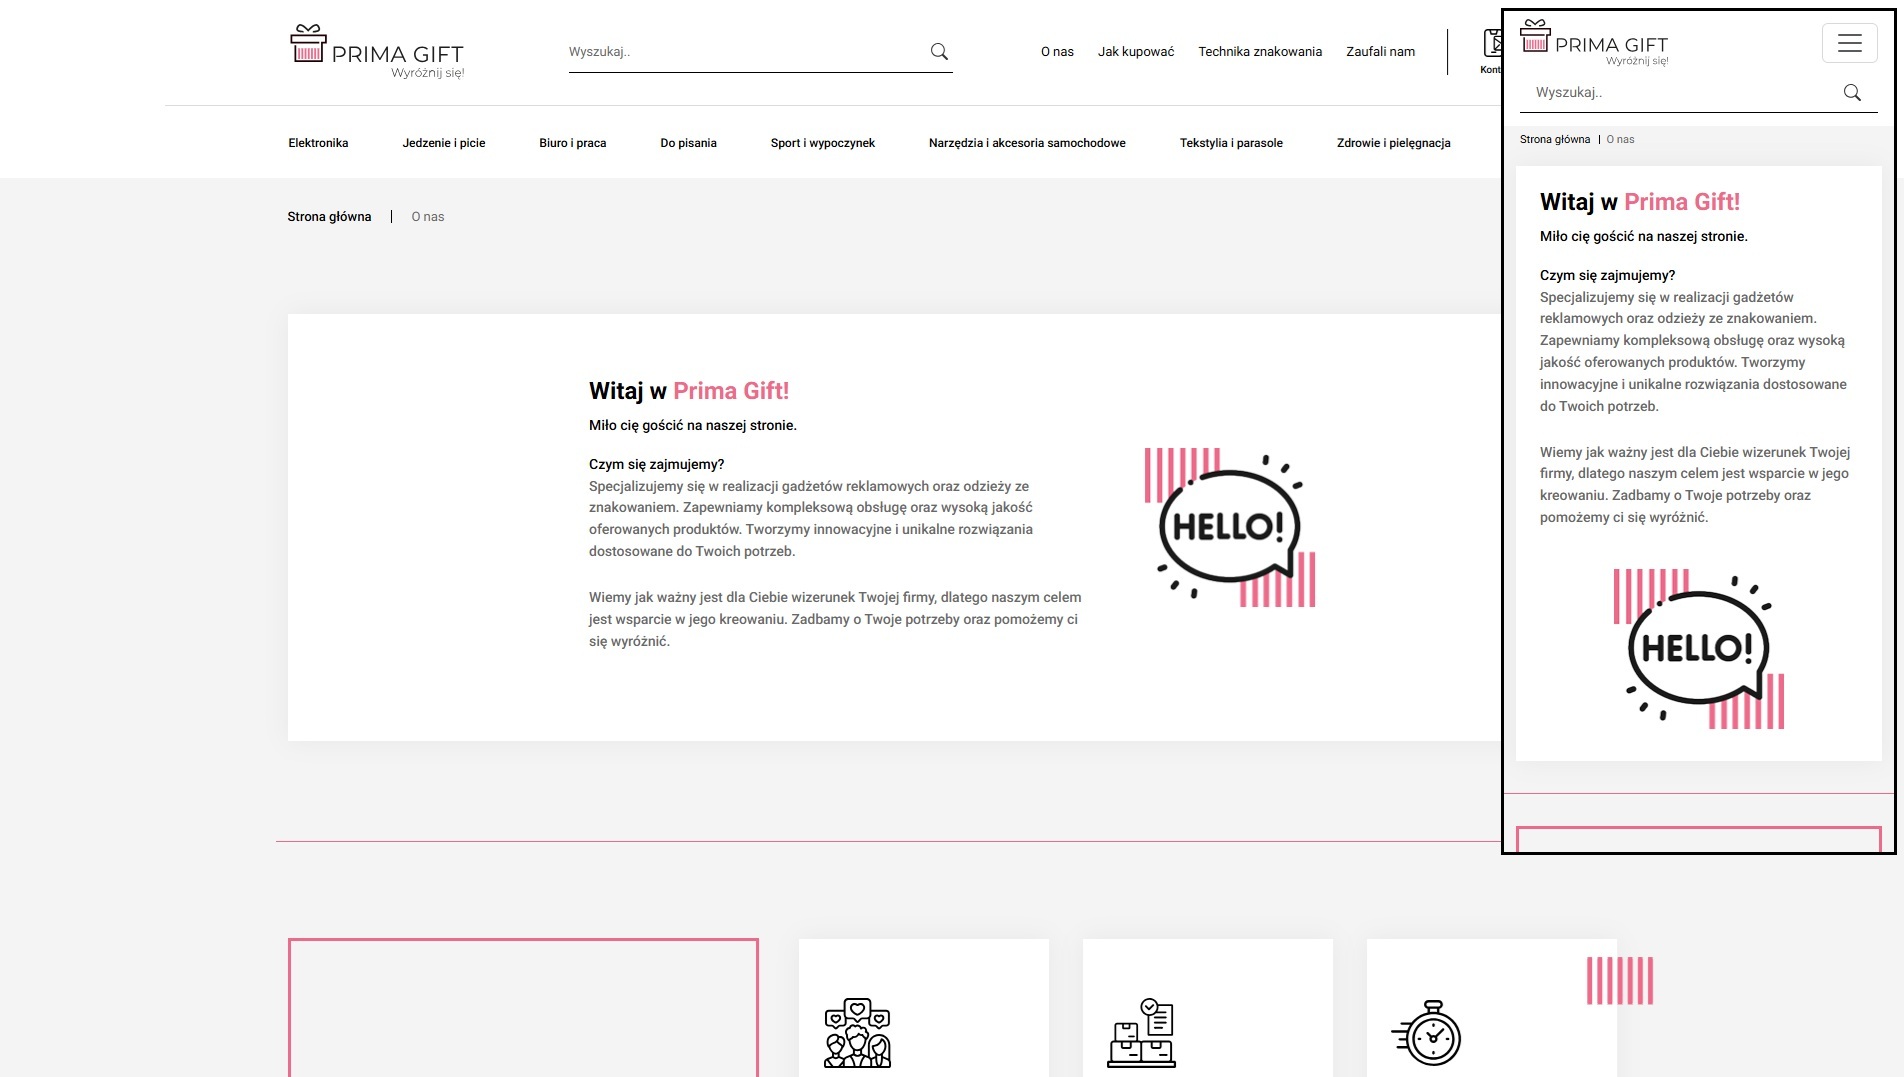 PRIMA GIFT
Wyróżnij się!
Wyszukaj..
O nas
Jak kupować
Technika znakowania
Zaufali nam
Elektronika
Jedzenie i picie
Biuro i praca
Do pisania
Sport i wypoczynek
Narzędzia i akcesoria samochodowe
Tekstylia i parasole
Zdrowie i pielęgnacja
Strona główna | O nas
Witaj w Prima Gift!
Miło cię gościć na naszej stronie.
Czym się zajmujemy?
Specjalizujemy się w realizacji gadżetów reklamowych oraz odzieży ze
znakowaniem. Zapewniamy kompleksową obsługę oraz wysoką jakość
oferowanych produktów. Tworzymy innowacyjne i unikalne rozwiązania
dostosowane do Twoich potrzeb.
Wiemy jak ważny jest dla Ciebie wizerunek Twojej firmy, dlatego naszym celem
jest wsparcie w jego kreowaniu. Zadbamy o Twoje potrzeby oraz pomożemy ci
się wyróżnić.
HELLO!
PRIMA GIFT
Wyróżnij się!
Wyszukaj..
Strona główna | O nas
Witaj w Prima Gift!
Miło cię gościć na naszej stronie.
Czym się zajmujemy?
Specjalizujemy się w realizacji gadżetów
reklamowych oraz odzieży ze znakowaniem.
Zapewniamy kompleksową obsługę oraz wysoką
jakość oferowanych produktów. Tworzymy
innowacyjne i unikalne rozwiązania dostosowane
do Twoich potrzeb.
Wiemy jak ważny jest dla Ciebie wizerunek Twojej
firmy, dlatego naszym celem jest wsparcie w jego
kreowaniu. Zadbamy o Twoje potrzeby oraz
pomożemy ci się wyróżnić.
HELLO!